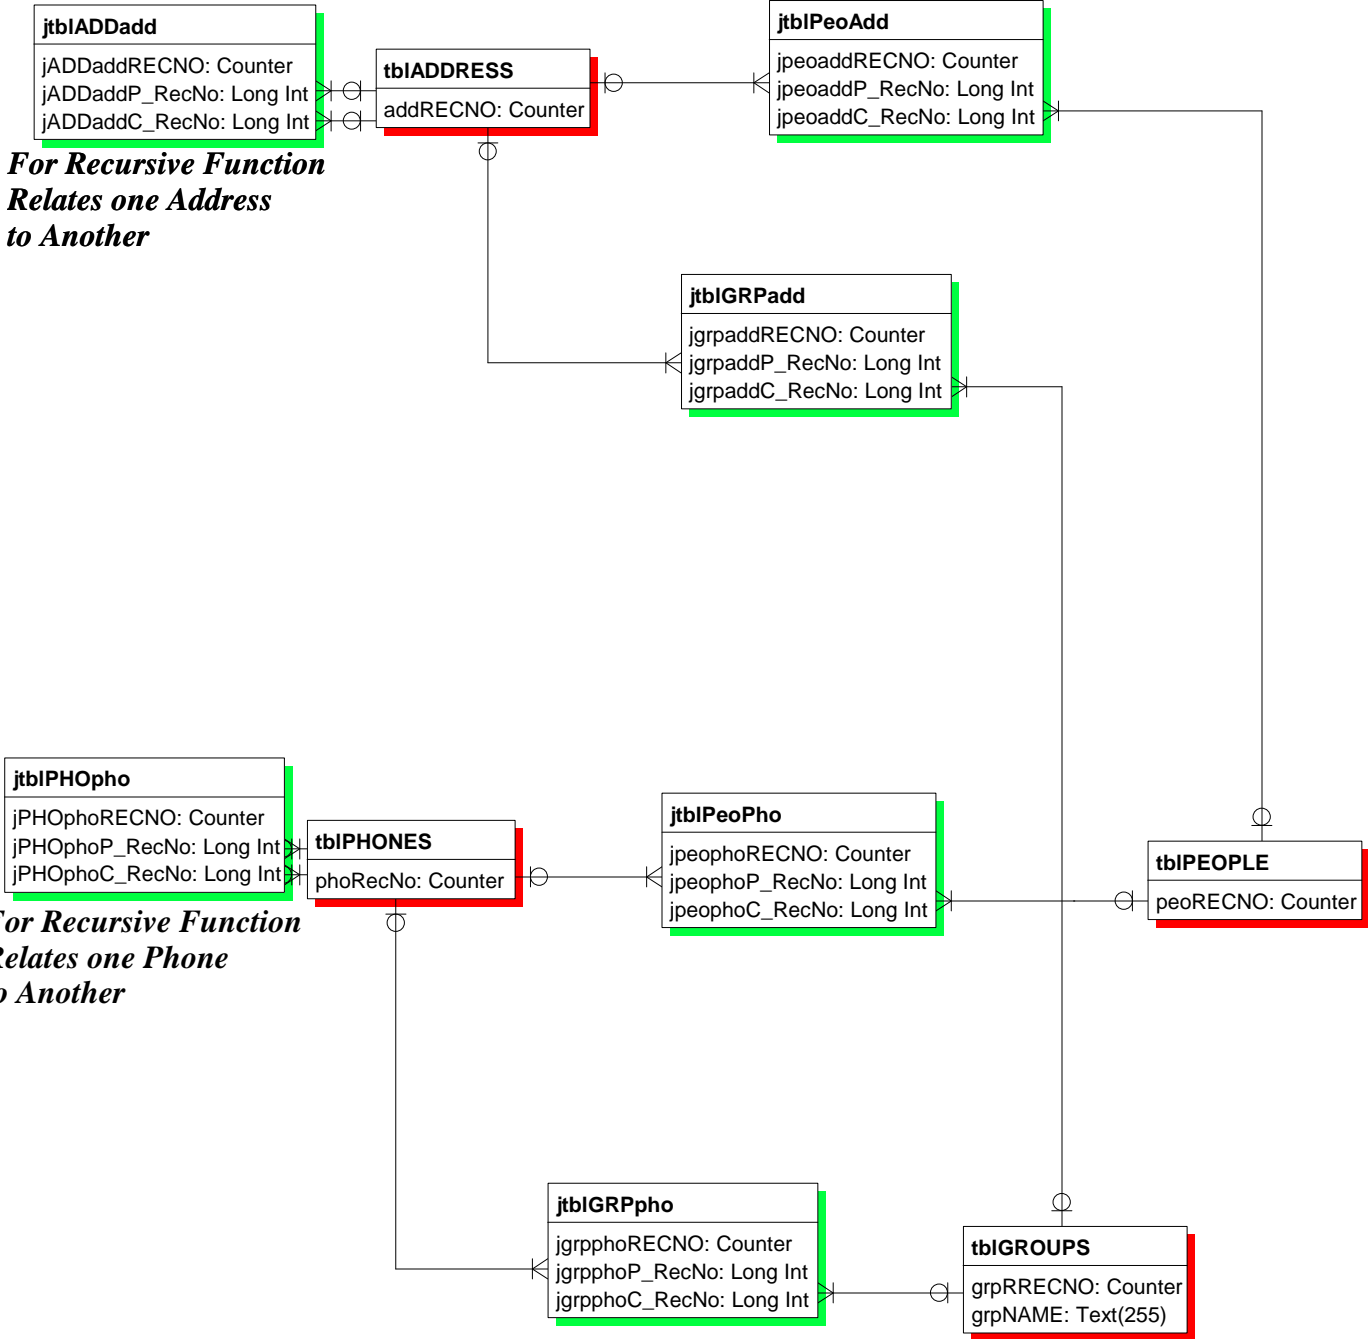 jtblADDadd
jADDaddRECNO: Counter
jADDaddP_RecNo: Long Int
jADDaddC_RecNo: Long Int
For Recursive Function
Relates one Address
to Another
tblADDRESS
addRECNO: Counter
jtblPeoAdd
jpeoaddRECNO: Counter
jpeoaddP_RecNo: Long Int
jpeoaddC_RecNo: Long Int
jtblGRPadd
jgrpaddRECNO: Counter
jgrpaddP_RecNo: Long Int
jgrpaddC_RecNo: Long Int
jtblPHOpho
jPHOphoRECNO: Counter
jPHOphoP_RecNo: Long Int
jPHOphoC_RecNo: Long Int
For Recursive Function
Relates one Phone
to Another
tblPHONES
phoRecNo: Counter
jtblPeoPho
jpeophoRECNO: Counter
jpeophoP_RecNo: Long Int
jpeophoC_RecNo: Long Int
tblPEOPLE
peoRECNO: Counter
jtblGRPpho
jgrpphoRECNO: Counter
jgrpphoP_RecNo: Long Int
jgrpphoC_RecNo: Long Int
tblGROUPS
grpRRECNO: Counter
grpNAME: Text(255)